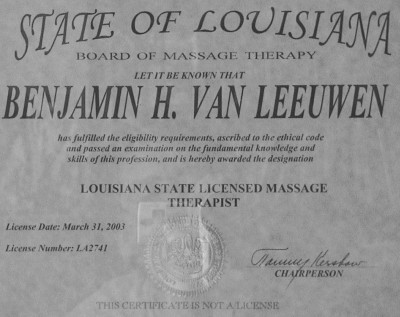 STATE OF LOUISIANA
BOARD OF MASSAGE THERAPY
LET IT BE KNOWN THAT
BENJAMIN H. VAN LEEUWEN
has fulfilled the eligibility requirements, ascribed to the ethical code
and passed an examination on the fundamental knowledge and
skills of this profession, and is hereby awarded the designation
LOUISIANA STATE LICENSED MASSAGE
THERAPIST
License Date: March 31, 2003
License Number: LA2741
Tammy Kershaw
CHAIRPERSON
THIS CERTIFICATE IS NOT A LICENSE